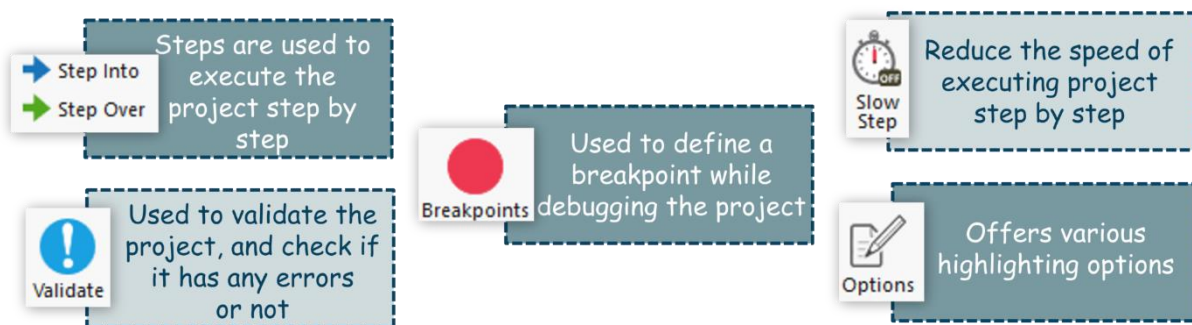 Step Into
Step Over
Steps are used to
execute the
project step by
step
Validate
Used to validate the
project, and check if
it has any errors
or not
Breakpoints
Used to define a
breakpoint while
debugging the project
OFF
Slow
Step
Reduce the speed of
executing project
step by step
Options
Offers various
highlighting options